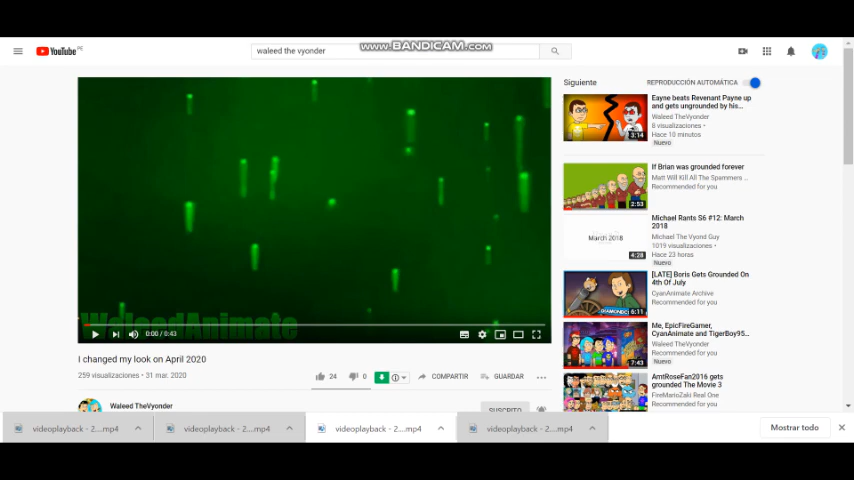 www.BANDICAM.com
YouTube PE
waleed the vyonder
WaleedAnimate
0:00 / 0:43
I changed my look on April 2020
259 visualizaciones • 31 mar. 2020
24
0
COMPARTIR
GUARDAR
Waleed TheVyonder
SUSCRITO
Siguiente
REPRODUCCIÓN AUTOMÁTICA
3:14
Eayne beats Revenant Payne up
and gets ungrounded by his...
Waleed TheVyonder
8 visualizaciones •
Hace 10 minutos
Nuevo
2:53
If Brian was grounded forever
Matt Will Kill All The Spammers ...
Recommended for you
March 2018
4:28
Michael Rants S6 #12: March
2018
Michael The Vyond Guy
1019 visualizaciones •
Hace 23 horas
Nuevo
DIAMONDCO
6:11
[LATE] Boris Gets Grounded On
4th Of July
CyanAnimate Archive
Recommended for you
7:43
Me, EpicFireGamer,
CyanAnimate and TigerBoy95...
Waleed TheVyonder
Recommended for you
AmtRoseFan2016 gets
grounded The Movie 3
FireMarioZaki Real One
Recommended for you
videoplayback - 2....mp4
videoplayback - 2....mp4
videoplayback - 2....mp4
videoplayback - 2....mp4
Mostrar todo